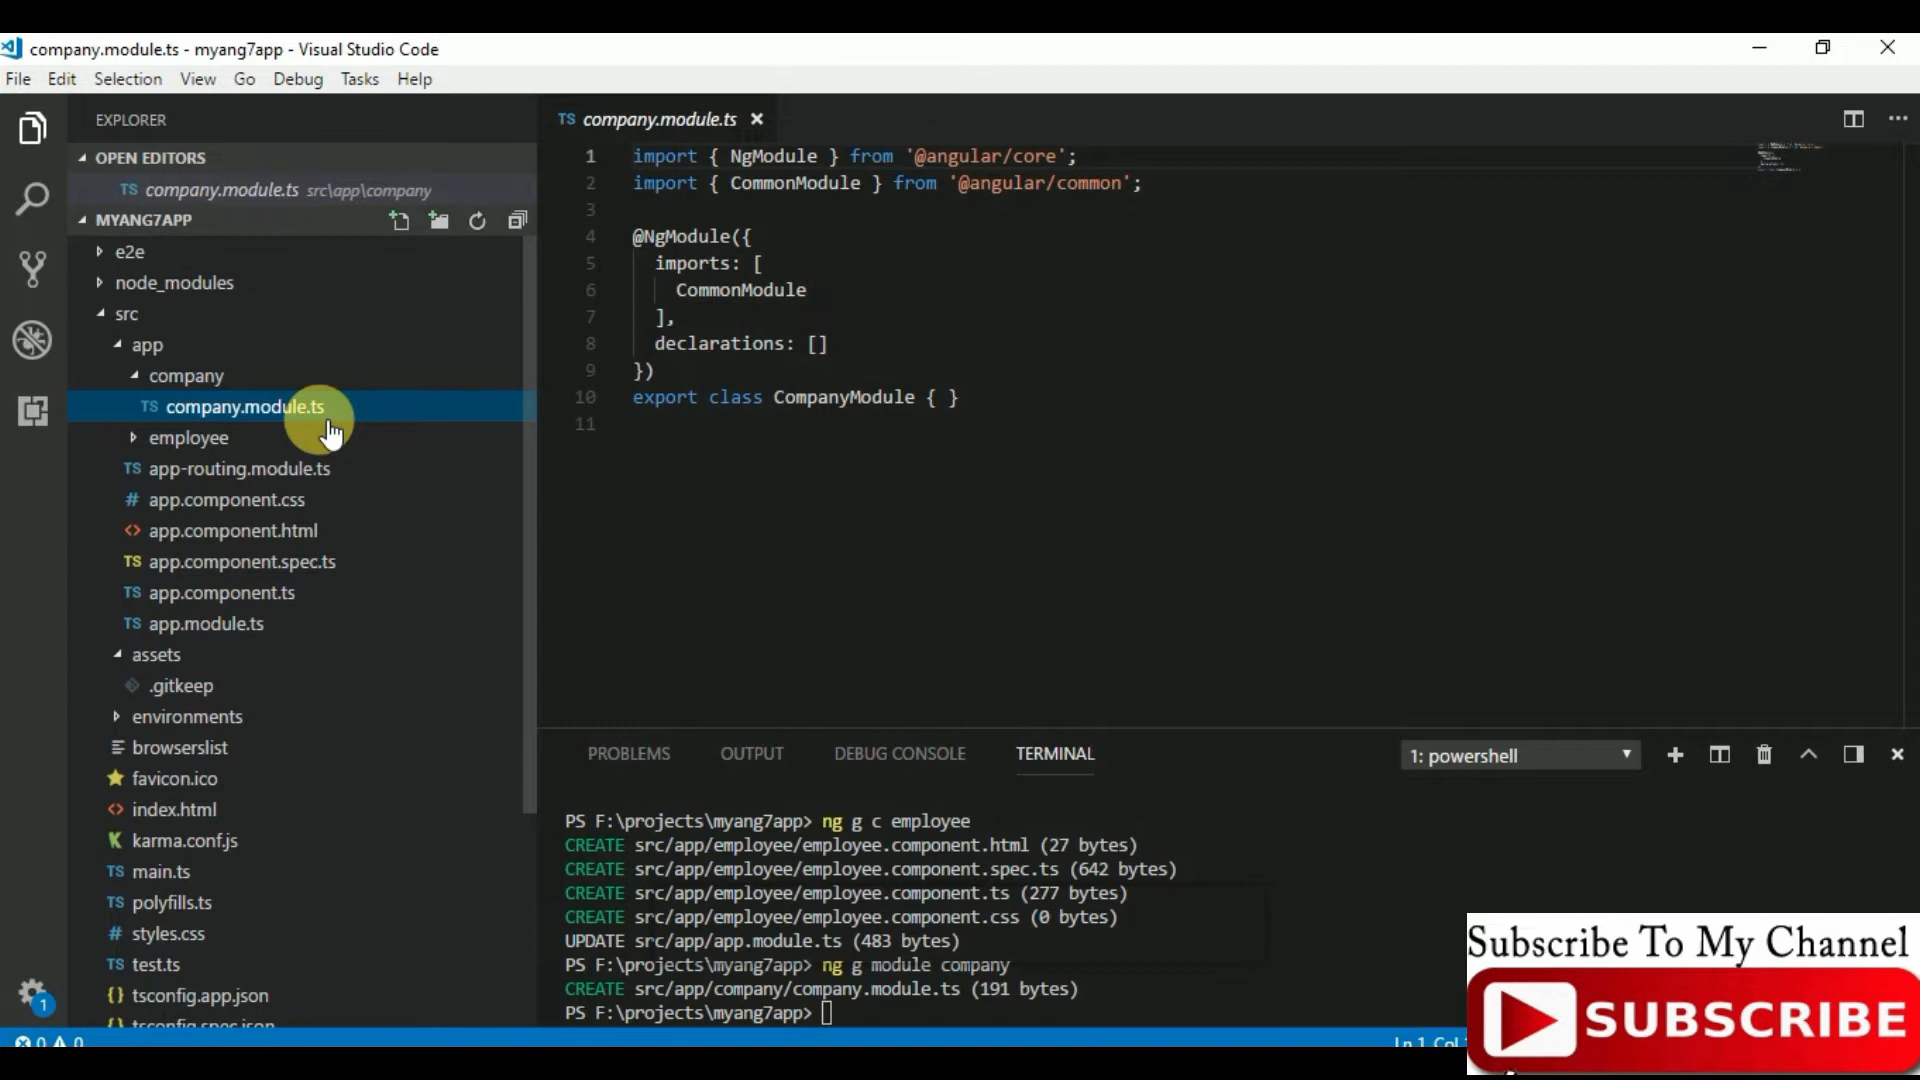 company.module.ts - myang7app - Visual Studio Code
File Edit Selection View Go Debug Tasks Help
EXPLORER
OPEN EDITORS
TS company.module.ts src\app\company
MYANG7APP
e2e
node_modules
src
app
company
TS company.module.ts
employee
TS app-routing.module.ts
# app.component.css
<> app.component.html
TS app.component.spec.ts
TS app.component.ts
TS app.module.ts
assets
.gitkeep
environments
browserslist
favicon.ico
<> index.html
K karma.conf.js
TS main.ts
TS polyfills.ts
TS styles.css
TS test.ts
{} tsconfig.app.json
{} tsconfig.spec.json
1
0 0
TS company.module.ts
1 import { NgModule } from '@angular/core';
2 import { CommonModule } from '@angular/common';
3
4 @NgModule({
5 imports: [
6 CommonModule
7 ],
8 declarations: []
9 })
10 export class CompanyModule { }
11
PROBLEMS OUTPUT DEBUG CONSOLE TERMINAL 1: powershell
PS F:\projects\myang7app> ng g c employee
CREATE src/app/employee/employee.component.html (27 bytes)
CREATE src/app/employee/employee.component.spec.ts (642 bytes)
CREATE src/app/employee/employee.component.ts (277 bytes)
CREATE src/app/employee/employee.component.css (0 bytes)
UPDATE src/app/app.module.ts (483 bytes)
PS F:\projects\myang7app> ng g module company
CREATE src/app/company/company.module.ts (191 bytes)
PS F:\projects\myang7app>
Ln 1, Col
Subscribe To My Channel
SUBSCRIBE